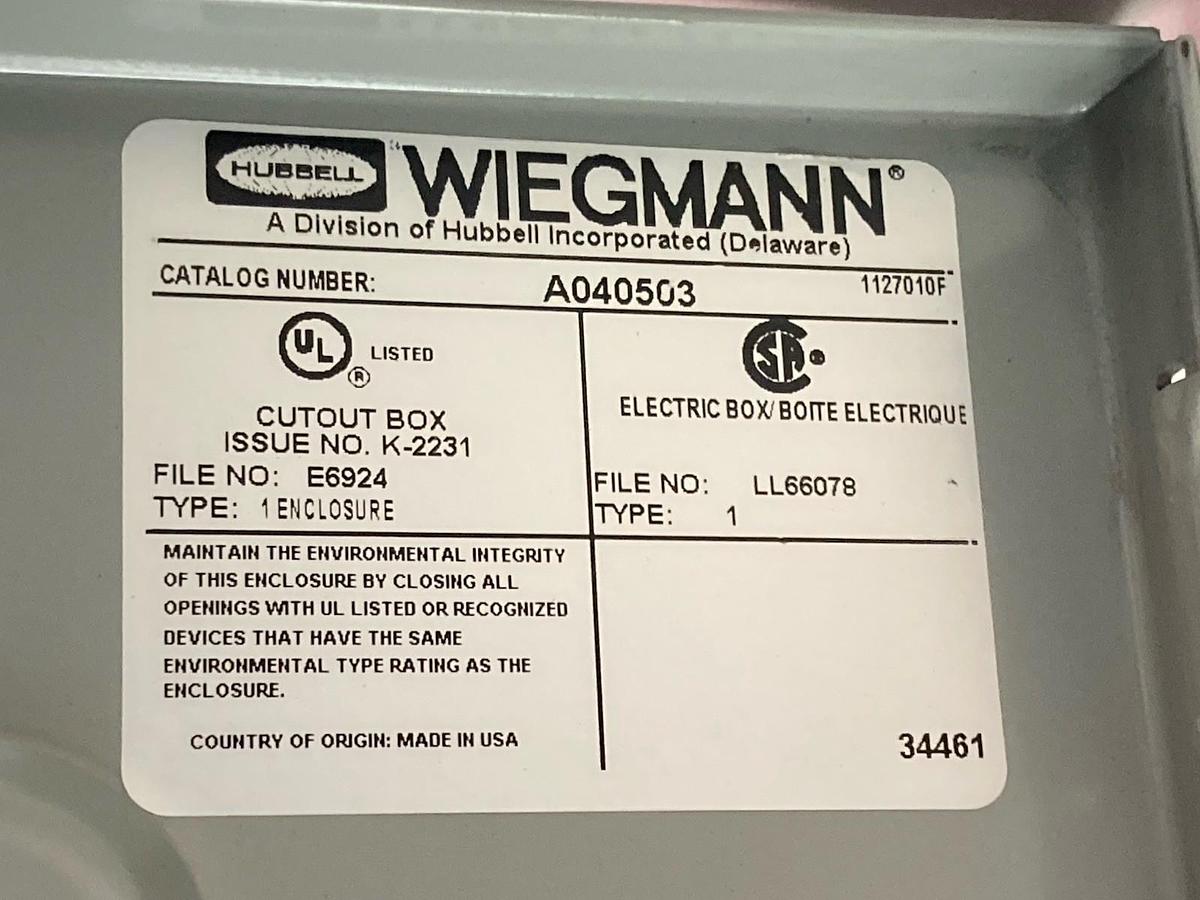 HUBBELL WIEGMANN®
A Division of Hubbell Incorporated (Delaware)
CATALOG NUMBER: A040503 1127010F
UL LISTED ®
CUTOUT BOX
ISSUE NO. K-2231
FILE NO: E6924
TYPE: 1 ENCLOSURE
SA ®
ELECTRIC BOX/ BOITE ELECTRIQUE
FILE NO: LL66078
TYPE: 1
MAINTAIN THE ENVIRONMENTAL INTEGRITY
OF THIS ENCLOSURE BY CLOSING ALL
OPENINGS WITH UL LISTED OR RECOGNIZED
DEVICES THAT HAVE THE SAME
ENVIRONMENTAL TYPE RATING AS THE
ENCLOSURE.
COUNTRY OF ORIGIN: MADE IN USA
34461